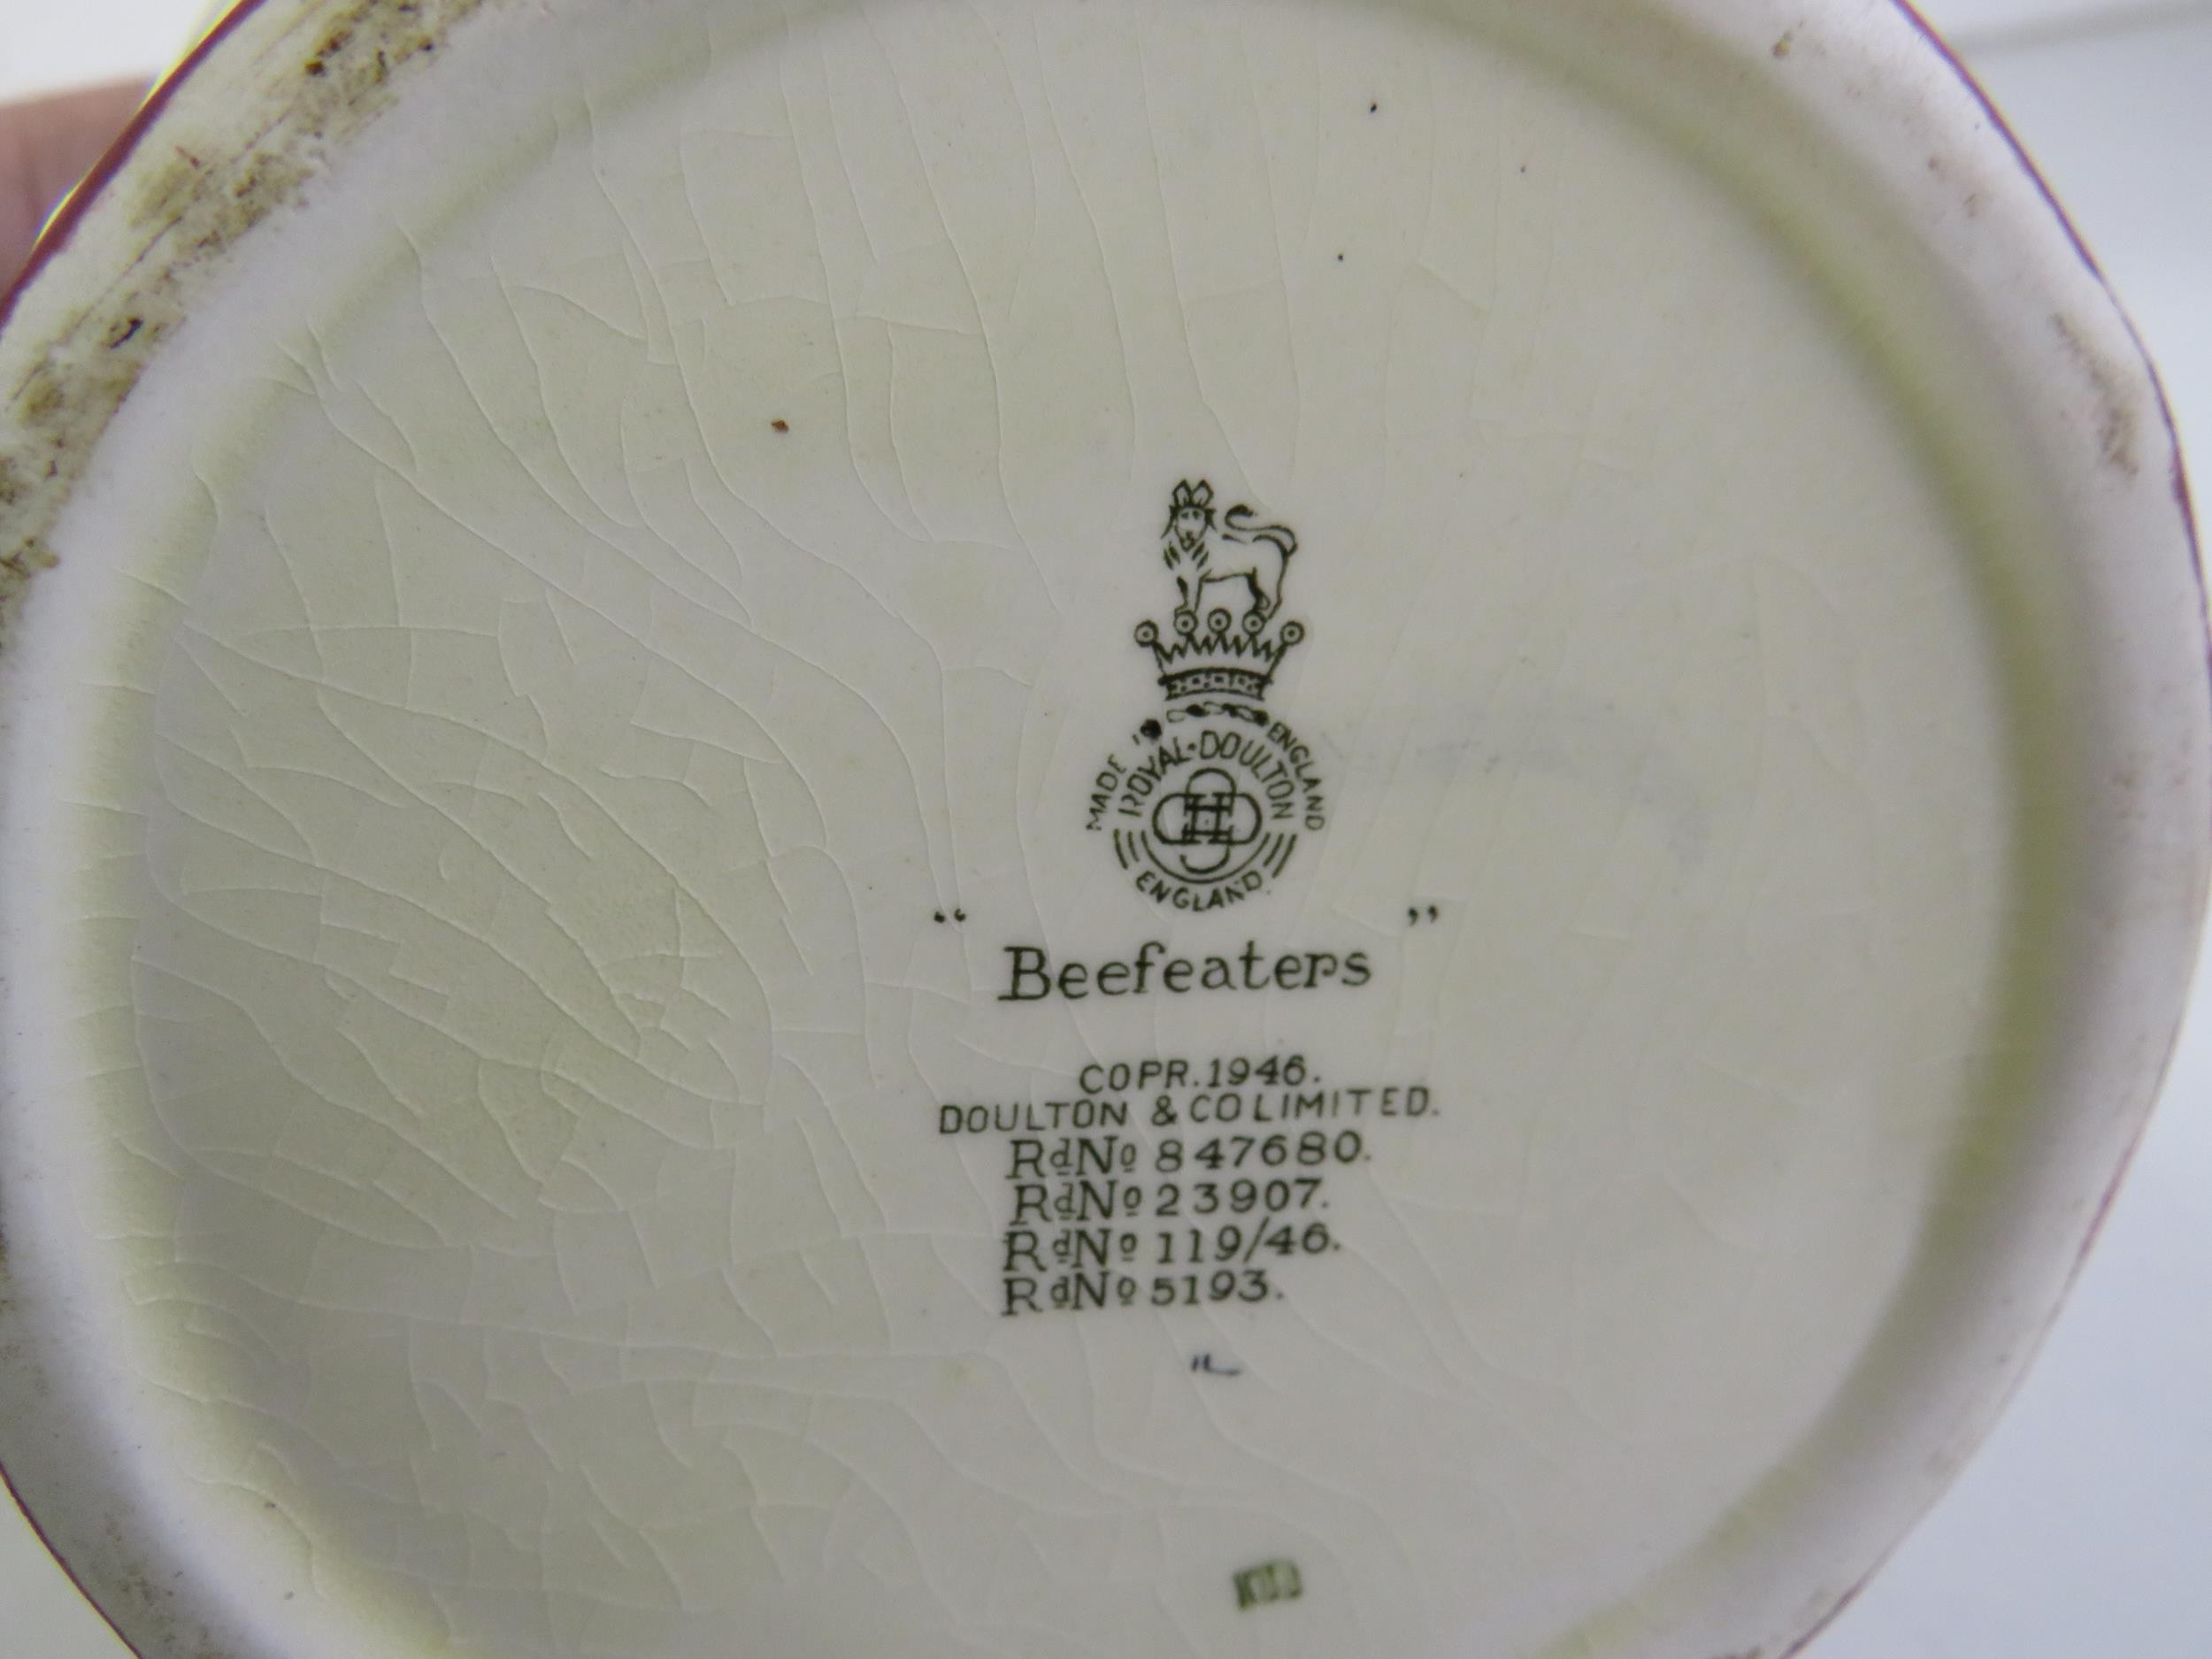 MADE ENGLAND
ROYAL·DOULTON
ENGLAND.
“ ”
Beefeaters
COPR.1946.
DOULTON & CO LIMITED.
RdNo 847680.
RdNo 23907.
RdNo 119/46.
RdNo 5193.